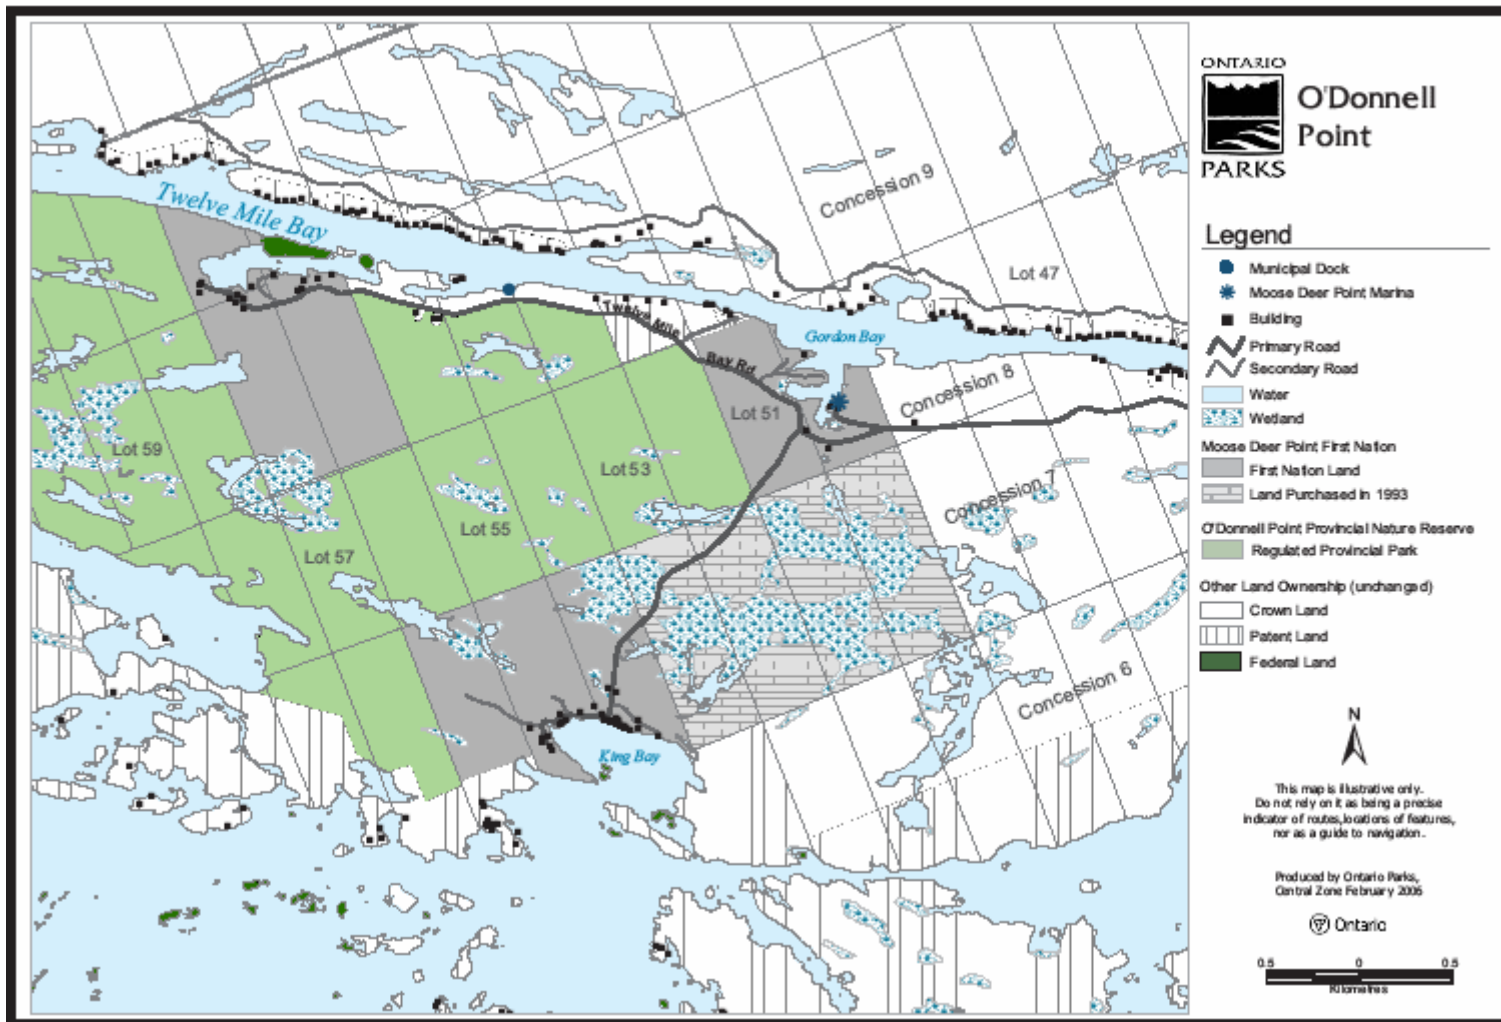 ONTARIO
PARKS
O'Donnell
Point
Legend
Municipal Dock
Moose Deer Point Marina
Building
Primary Road
Secondary Road
Water
Wetland
Moose Deer Point First Nation
First Nation Land
Land Purchased in 1993
O'Donnell Point Provincial Nature Reserve
Regulated Provincial Park
Other Land Ownership (unchanged)
Crown Land
Patent Land
Federal Land
N
This map is illustrative only.
Do not rely on it as being a precise
indicator of routes,locations of features,
nor as a guide to navigation.
Produced by Ontario Parks,
Central Zone February 2006
Ontario
0.5 0 0.5
Kilometres
Twelve Mile Bay
Concession 9
Lot 47
Twelve Mile
Bay Rd
Gordon Bay
Concession 8
Lot 51
Lot 59
Lot 53
Concession 7
Lot 55
Lot 57
Concession 6
King Bay